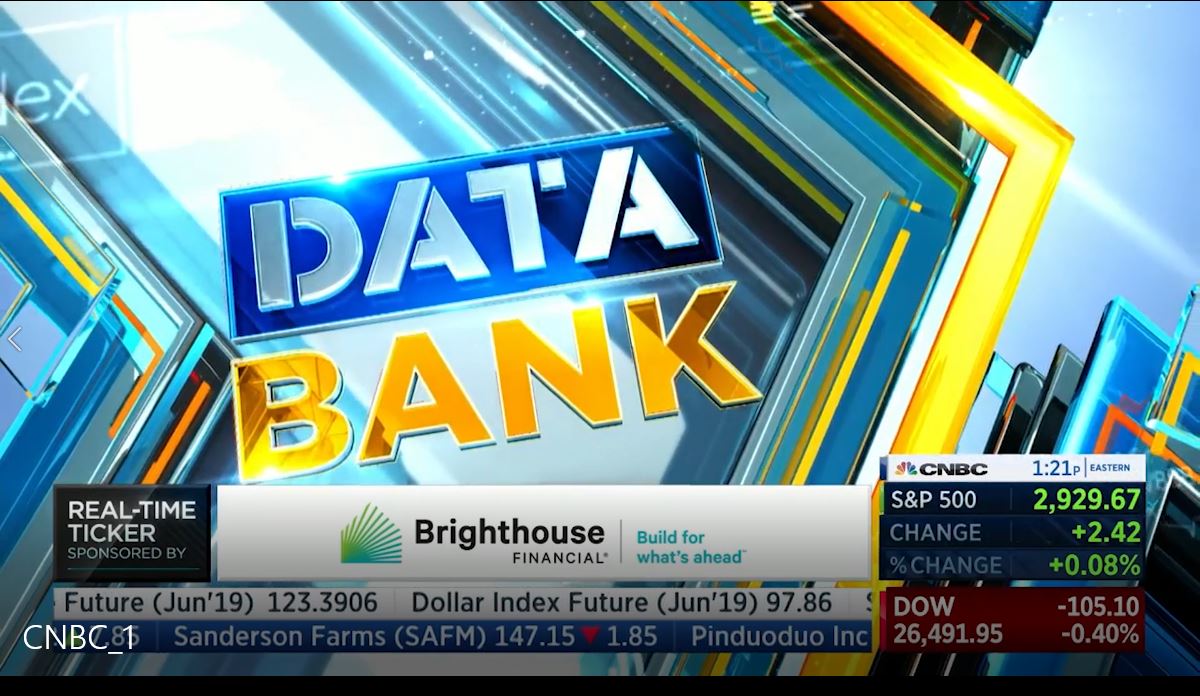 DATA
BANK
CNBC 1:21P EASTERN
S&P 500 2,929.67
CHANGE +2.42
% CHANGE +0.08%
DOW -105.10
26,491.95 -0.40%
REAL-TIME
TICKER
SPONSORED BY
Brighthouse
FINANCIAL®
Build for
what's ahead™
Future (Jun'19) 123.3906 Dollar Index Future (Jun'19) 97.86
CNBC_1
Sanderson Farms (SAFM) 147.15 ▼ 1.85 Pinduoduo Inc